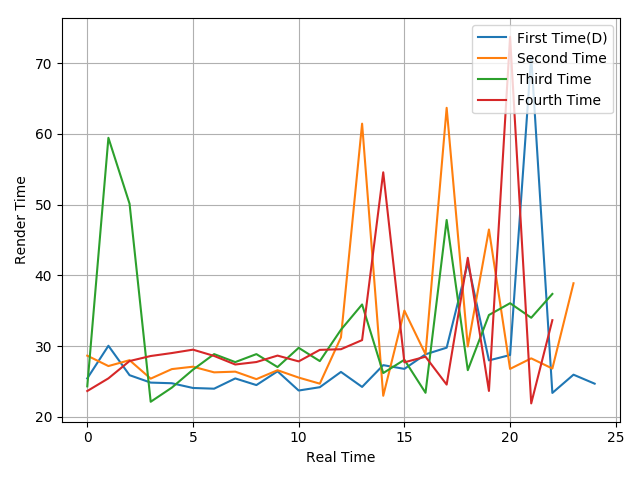 First Time(D)
Second Time
Third Time
Fourth Time
70
60
50
40
30
20
Render Time
0 5 10 15 20 25
Real Time